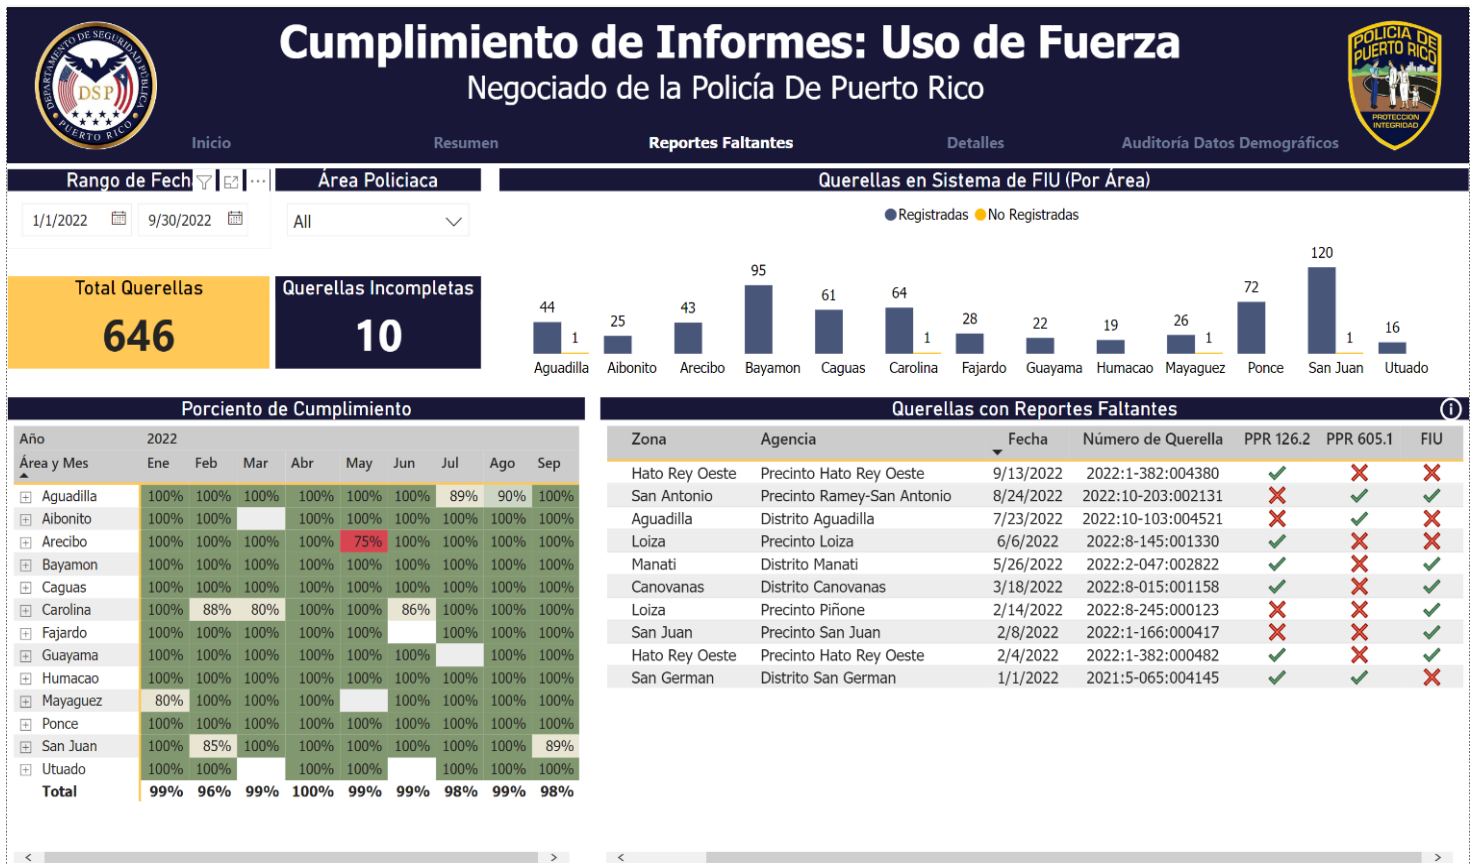 Cumplimiento de Informes: Uso de Fuerza
Negociado de la Policía De Puerto Rico
DEPARTAMENTO DE SEGURIDAD PÚBLICA
DSP
PUERTO RICO
POLICIA DE PUERTO RICO
PROTECCION
INTEGRIDAD
Inicio Resumen Reportes Faltantes Detalles Auditoría Datos Demográficos
Rango de Fech
1/1/2022 9/30/2022
Área Policiaca
All
Total Querellas
646
Querellas Incompletas
10
Querellas en Sistema de FIU (Por Área)
Registradas No Registradas
44 1 25 43 95 61 64 1 28 22 19 26 1 72 120 1 16
Aguadilla Aibonito Arecibo Bayamon Caguas Carolina Fajardo Guayama Humacao Mayaguez Ponce San Juan Utuado
Porciento de Cumplimiento
Año 2022
Área y Mes Ene Feb Mar Abr May Jun Jul Ago Sep
Aguadilla 100% 100% 100% 100% 100% 100% 89% 90% 100%
Aibonito 100% 100% 100% 100% 100% 100% 100% 100%
Arecibo 100% 100% 100% 100% 75% 100% 100% 100% 100%
Bayamon 100% 100% 100% 100% 100% 100% 100% 100% 100%
Caguas 100% 100% 100% 100% 100% 100% 100% 100% 100%
Carolina 100% 88% 80% 100% 100% 86% 100% 100% 100%
Fajardo 100% 100% 100% 100% 100% 100% 100% 100%
Guayama 100% 100% 100% 100% 100% 100% 100% 100%
Humacao 100% 100% 100% 100% 100% 100% 100% 100% 100%
Mayaguez 80% 100% 100% 100% 100% 100% 100% 100%
Ponce 100% 100% 100% 100% 100% 100% 100% 100% 100%
San Juan 100% 85% 100% 100% 100% 100% 100% 100% 89%
Utuado 100% 100% 100% 100% 100% 100% 100%
Total 99% 96% 99% 100% 99% 99% 98% 99% 98%
Querellas con Reportes Faltantes
Zona Agencia Fecha Número de Querella PPR 126.2 PPR 605.1 FIU
Hato Rey Oeste Precinto Hato Rey Oeste 9/13/2022 2022:1-382:004380
San Antonio Precinto Ramey-San Antonio 8/24/2022 2022:10-203:002131
Aguadilla Distrito Aguadilla 7/23/2022 2022:10-103:004521
Loiza Precinto Loiza 6/6/2022 2022:8-145:001330
Manati Distrito Manati 5/26/2022 2022:2-047:002822
Canovanas Distrito Canovanas 3/18/2022 2022:8-015:001158
Loiza Precinto Piñone 2/14/2022 2022:8-245:000123
San Juan Precinto San Juan 2/8/2022 2022:1-166:000417
Hato Rey Oeste Precinto Hato Rey Oeste 2/4/2022 2022:1-382:000482
San German Distrito San German 1/1/2022 2021:5-065:004145